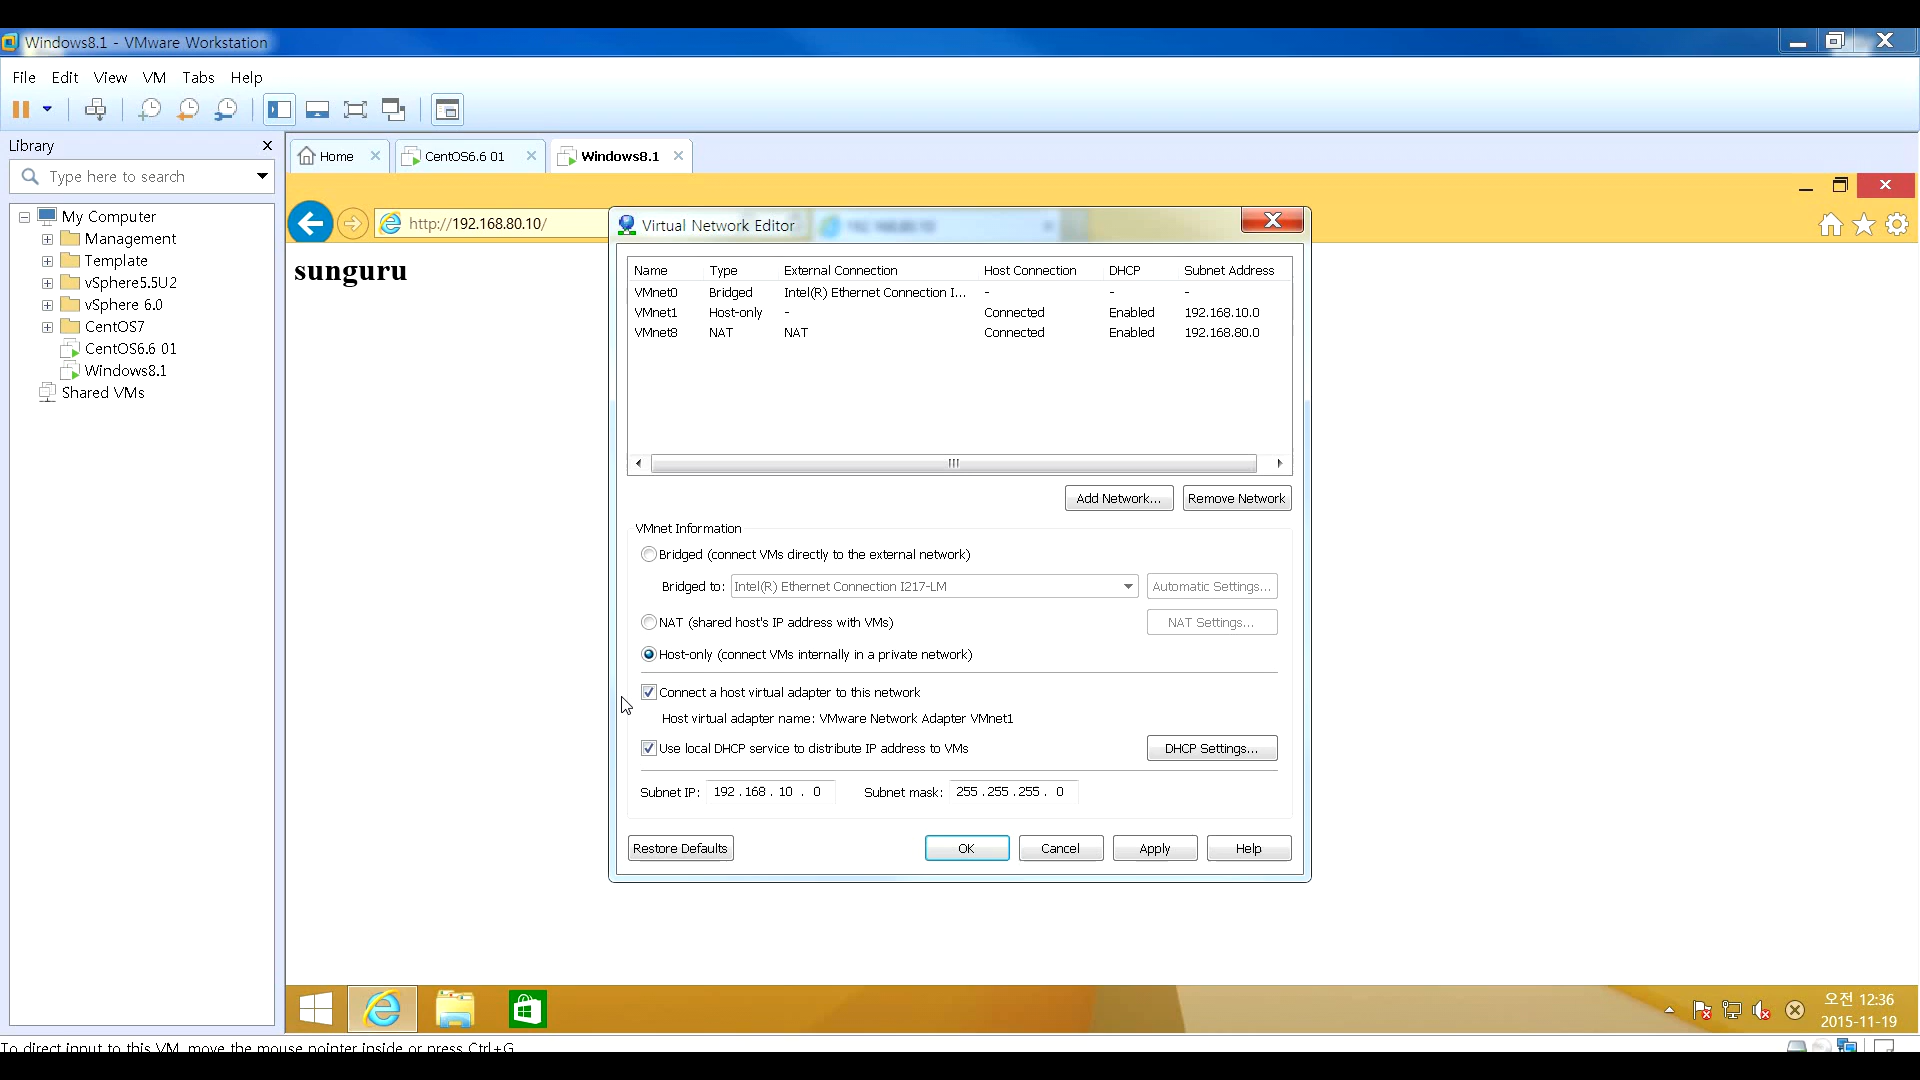 Windows8.1 - VMware Workstation
File Edit View VM Tabs Help
Library
Type here to search
My Computer
Management
Template
vSphere5.5U2
vSphere 6.0
CentOS7
CentOS6.6 01
Windows8.1
Shared VMs
Home CentOS6.6 01 Windows8.1
http://192.168.80.10/
sunguru
Virtual Network Editor
Name Type External Connection Host Connection DHCP Subnet Address
VMnet0 Bridged Intel(R) Ethernet Connection I... - - -
VMnet1 Host-only - Connected Enabled 192.168.10.0
VMnet8 NAT NAT Connected Enabled 192.168.80.0
Add Network... Remove Network
VMnet Information
Bridged (connect VMs directly to the external network)
Bridged to: Intel(R) Ethernet Connection I217-LM Automatic Settings...
NAT (shared host's IP address with VMs) NAT Settings...
Host-only (connect VMs internally in a private network)
Connect a host virtual adapter to this network
Host virtual adapter name: VMware Network Adapter VMnet1
Use local DHCP service to distribute IP address to VMs DHCP Settings...
Subnet IP: 192 . 168 . 10 . 0 Subnet mask: 255 . 255 . 255 . 0
Restore Defaults OK Cancel Apply Help
오전 12:36
2015-11-19
To direct input to this VM, move the mouse pointer inside or press Ctrl+G.